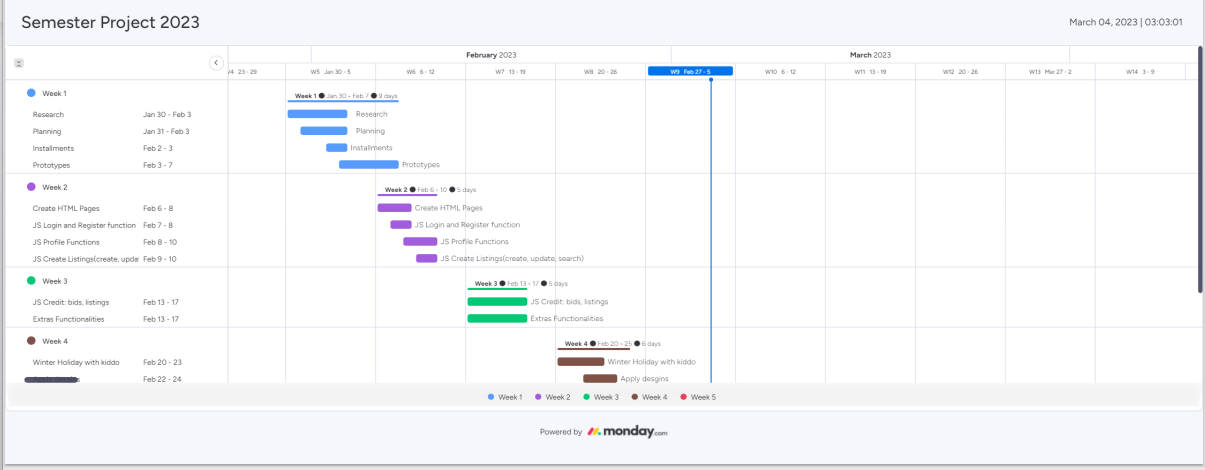 Semester Project 2023
March 04, 2023 | 03:03:01
February 2023 March 2023
23 - 29 W5 Jan 30 - 5 W6 6 - 12 W7 13 - 19 W8 20 - 26 W9 Feb 27 - 5 W10 6 - 12 W11 13 - 19 W12 20 - 26 W13 Mar 27 - 2 W14 3 - 9
Week 1
Week 1 ● Jan 30 - Feb 7 ● 9 days
Research Jan 30 - Feb 3 Research
Planning Jan 31 - Feb 3 Planning
Installments Feb 2 - 3 Installments
Prototypes Feb 3 - 7 Prototypes
Week 2
Week 2 ● Feb 6 - 10 ● 5 days
Create HTML Pages Feb 6 - 8 Create HTML Pages
JS Login and Register function Feb 7 - 8 JS Login and Register function
JS Profile Functions Feb 8 - 10 JS Profile Functions
JS Create Listings(create, upda Feb 9 - 10 JS Create Listings(create, update, search)
Week 3
Week 3 ● Feb 13 - 17 ● 5 days
JS Credit: bids, listings Feb 13 - 17 JS Credit: bids, listings
Extras Functionalities Feb 13 - 17 Extras Functionalities
Week 4
Week 4 ● Feb 20 - 25 ● 6 days
Winter Holiday with kiddo Feb 20 - 23 Winter Holiday with kiddo
Feb 22 - 24 Apply desgins
Week 1 Week 2 Week 3 Week 4 Week 5
Powered by monday.com